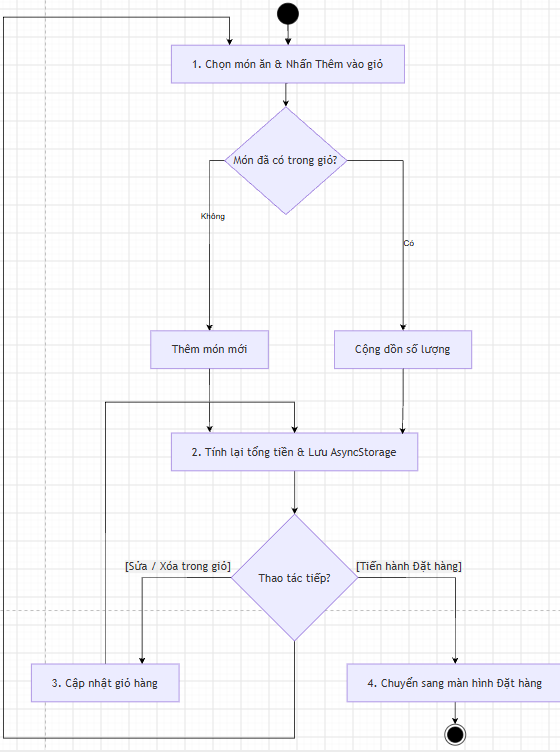 1. Chọn món ăn & Nhấn Thêm vào giỏ
Món đã có trong giỏ?
Không
Có
Thêm món mới
Cộng dồn số lượng
2. Tính lại tổng tiền & Lưu AsyncStorage
[Sửa / Xóa trong giỏ]
[Tiến hành Đặt hàng]
Thao tác tiếp?
3. Cập nhật giỏ hàng
4. Chuyển sang màn hình Đặt hàng